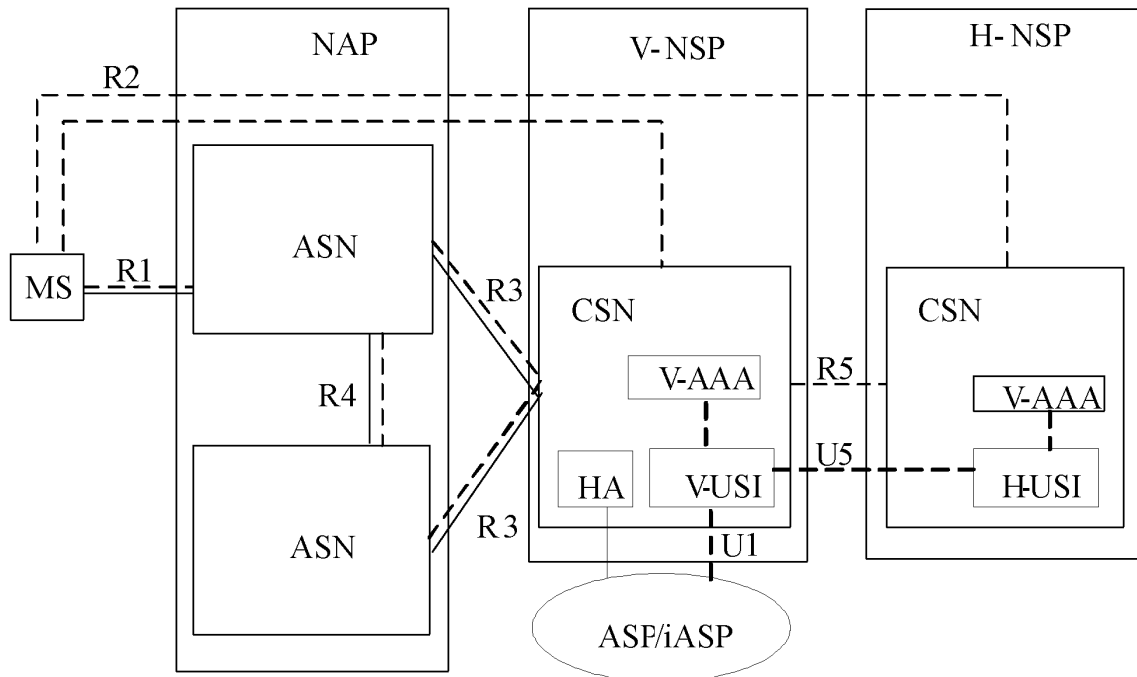 NAP
V-NSP
H-NSP
R2
ASN
MS
R1
R3
CSN
CSN
V-AAA
R5
V-AAA
R4
HA
V-USI
U5
H-USI
ASN
R3
U1
ASP/iASP